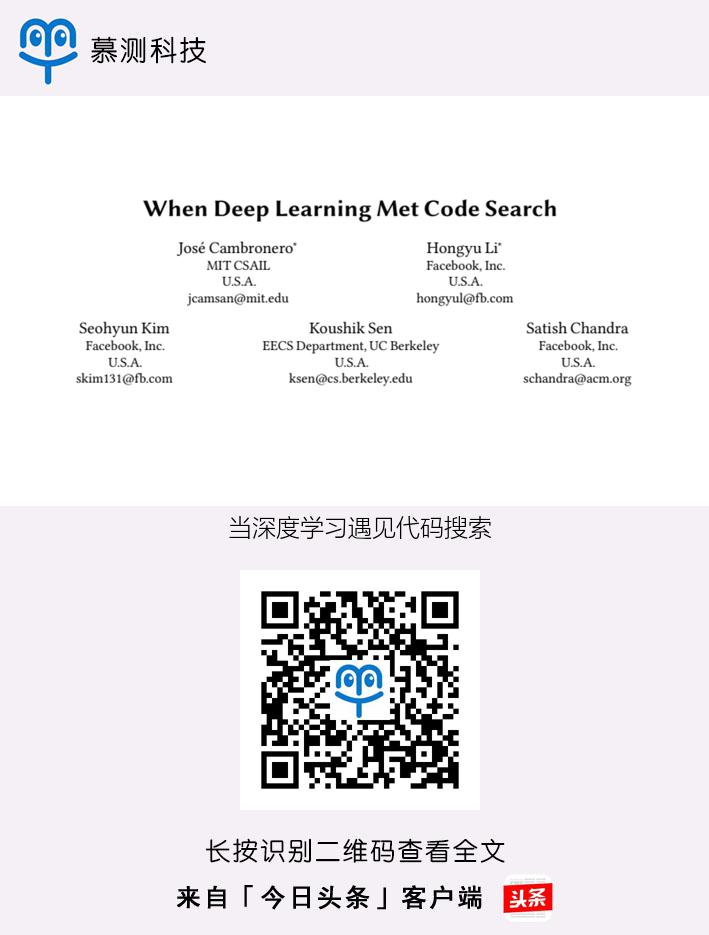 慕测科技
When Deep Learning Met Code Search
José Cambronero* Hongyu Li*
MIT CSAIL Facebook, Inc.
U.S.A. U.S.A.
jcamsan@mit.edu hongyul@fb.com
Seohyun Kim Koushik Sen Satish Chandra
Facebook, Inc. EECS Department, UC Berkeley Facebook, Inc.
U.S.A. U.S.A. U.S.A.
skim131@fb.com ksen@cs.berkeley.edu schandra@acm.org
当深度学习遇见代码搜索
长按识别二维码查看全文
来自「今日头条」客户端 头条